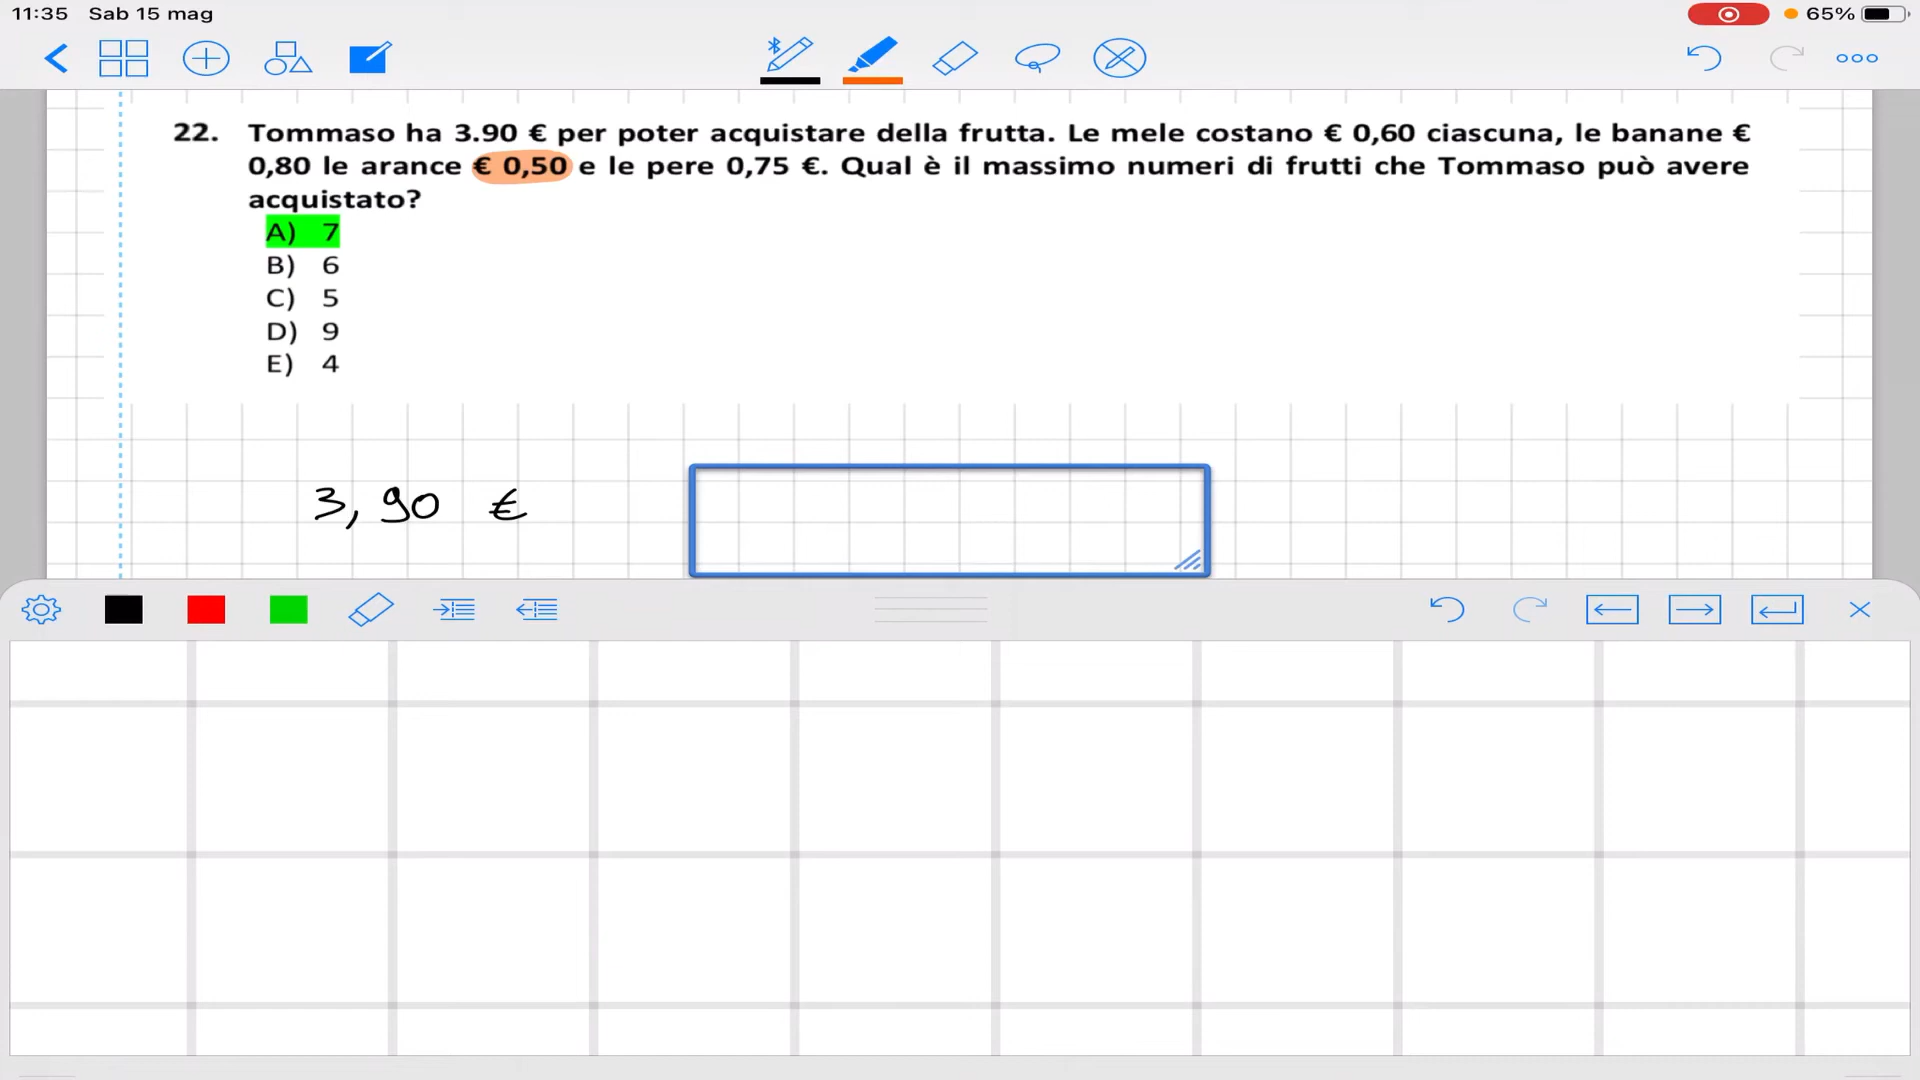 11:35 Sab 15 mag 65%
22. Tommaso ha 3.90 € per poter acquistare della frutta. Le mele costano € 0,60 ciascuna, le banane €
0,80 le arance € 0,50 e le pere 0,75 €. Qual è il massimo numeri di frutti che Tommaso può avere
acquistato?
A) 7
B) 6
C) 5
D) 9
E) 4
3,90 €